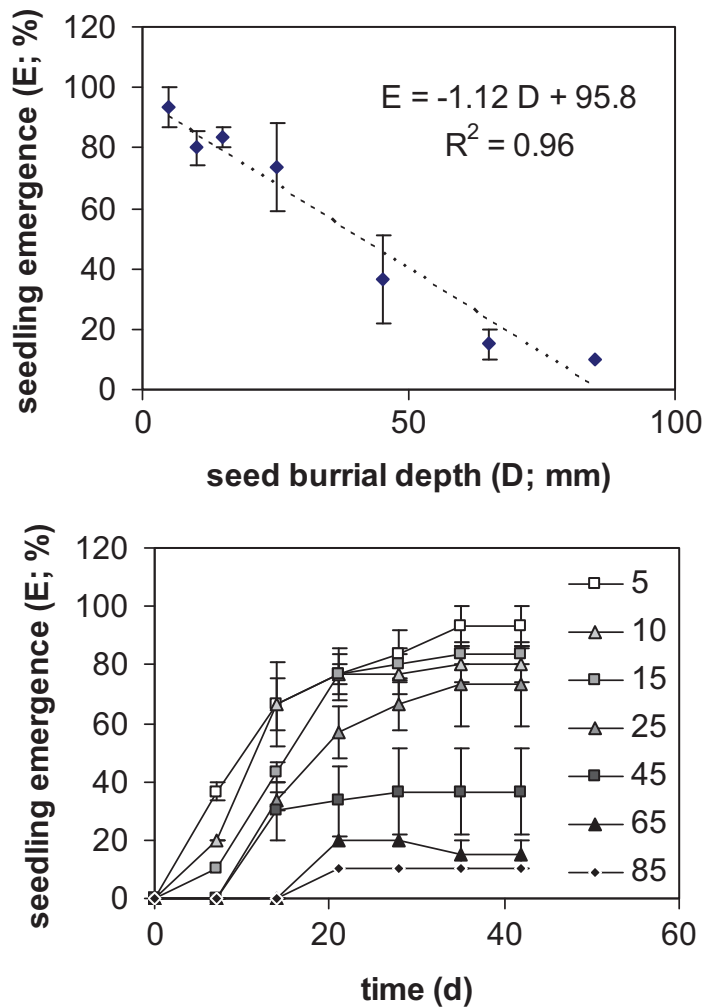 120
100
80
60
40
20
0
seedling emergence (E; %)
E = -1.12 D + 95.8
R² = 0.96
0 50 100
seed burrial depth (D; mm)
120
100
80
60
40
20
0
seedling emergence (E; %)
5
10
15
25
45
65
85
0 20 40 60
time (d)